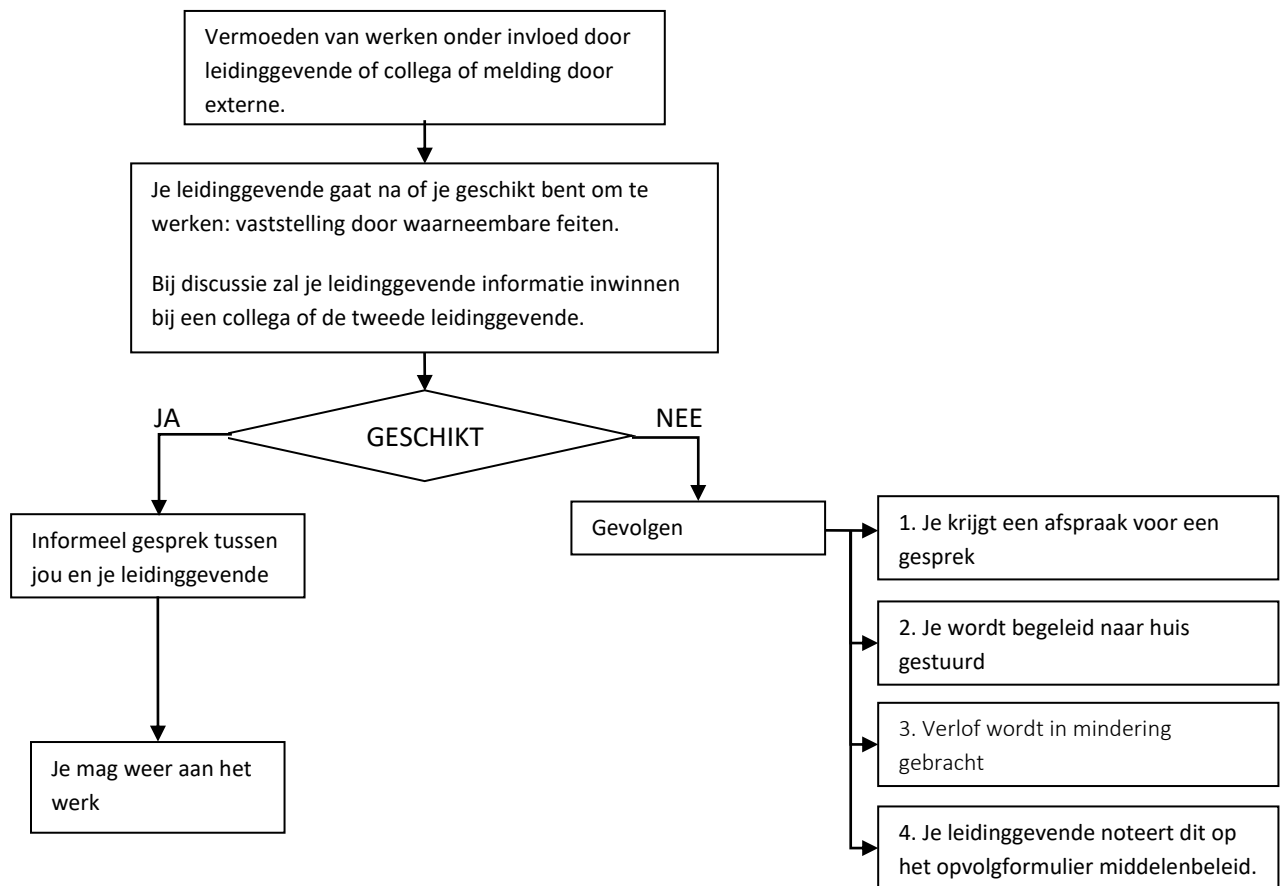 Vermoeden van werken onder invloed door
leidinggevende of collega of melding door
externe.
Je leidinggevende gaat na of je geschikt bent om te
werken: vaststelling door waarneembare feiten.
Bij discussie zal je leidinggevende informatie inwinnen
bij een collega of de tweede leidinggevende.
JA
NEE
GESCHIKT
Informeel gesprek tussen
jou en je leidinggevende
Je mag weer aan het
werk
Gevolgen
1. Je krijgt een afspraak voor een
gesprek
2. Je wordt begeleid naar huis
gestuurd
3. Verlof wordt in mindering
gebracht
4. Je leidinggevende noteert dit op
het opvolgformulier middelenbeleid.